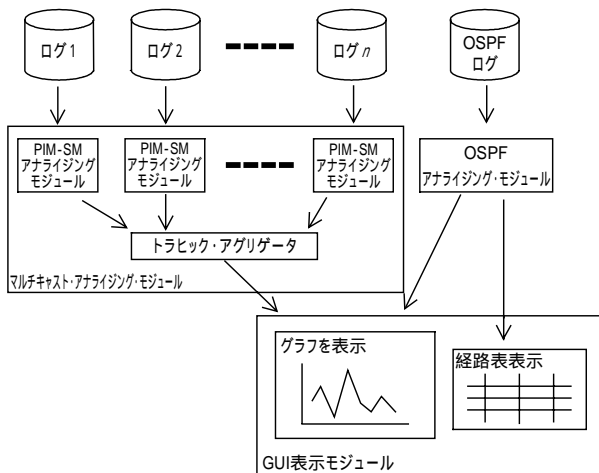 ログ1
ログ2
ログn
OSPF
ログ
PIM-SM
アナライジング
モジュール
PIM-SM
アナライジング
モジュール
PIM-SM
アナライジング
モジュール
OSPF
アナライジング・モジュール
トラヒック・アグリゲータ
マルチキャスト・アナライジング・モジュール
グラフを表示
経路表表示
GUI表示モジュール